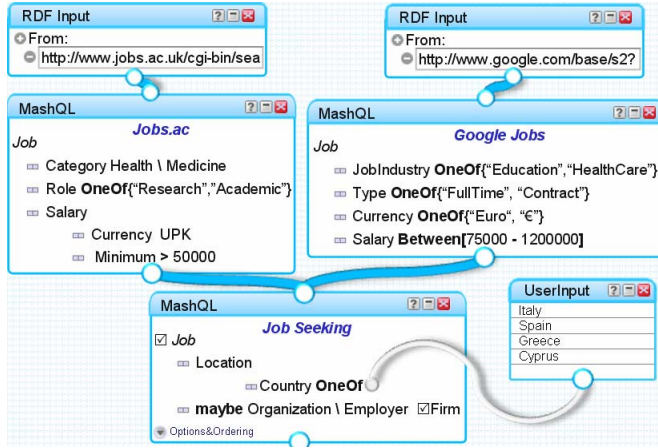 RDF Input
From:
http://www.jobs.ac.uk/cgi-bin/sea
RDF Input
From:
http://www.google.com/base/s2?
MashQL
Jobs.ac
Job
Category Health \ Medicine
Role OneOf{“Research”,”Academic”}
Salary
Currency UPK
Minimum > 50000
MashQL
Google Jobs
Job
JobIndustry OneOf{“Education”,“HealthCare”}
Type OneOf{“FullTime”, “Contract”}
Currency OneOf{“Euro“, “€”}
Salary Between[75000 - 1200000]
MashQL
Job Seeking
Job
Location
Country OneOf
maybe Organization \ Employer Firm
Options&Ordering
UserInput
Italy
Spain
Greece
Cyprus